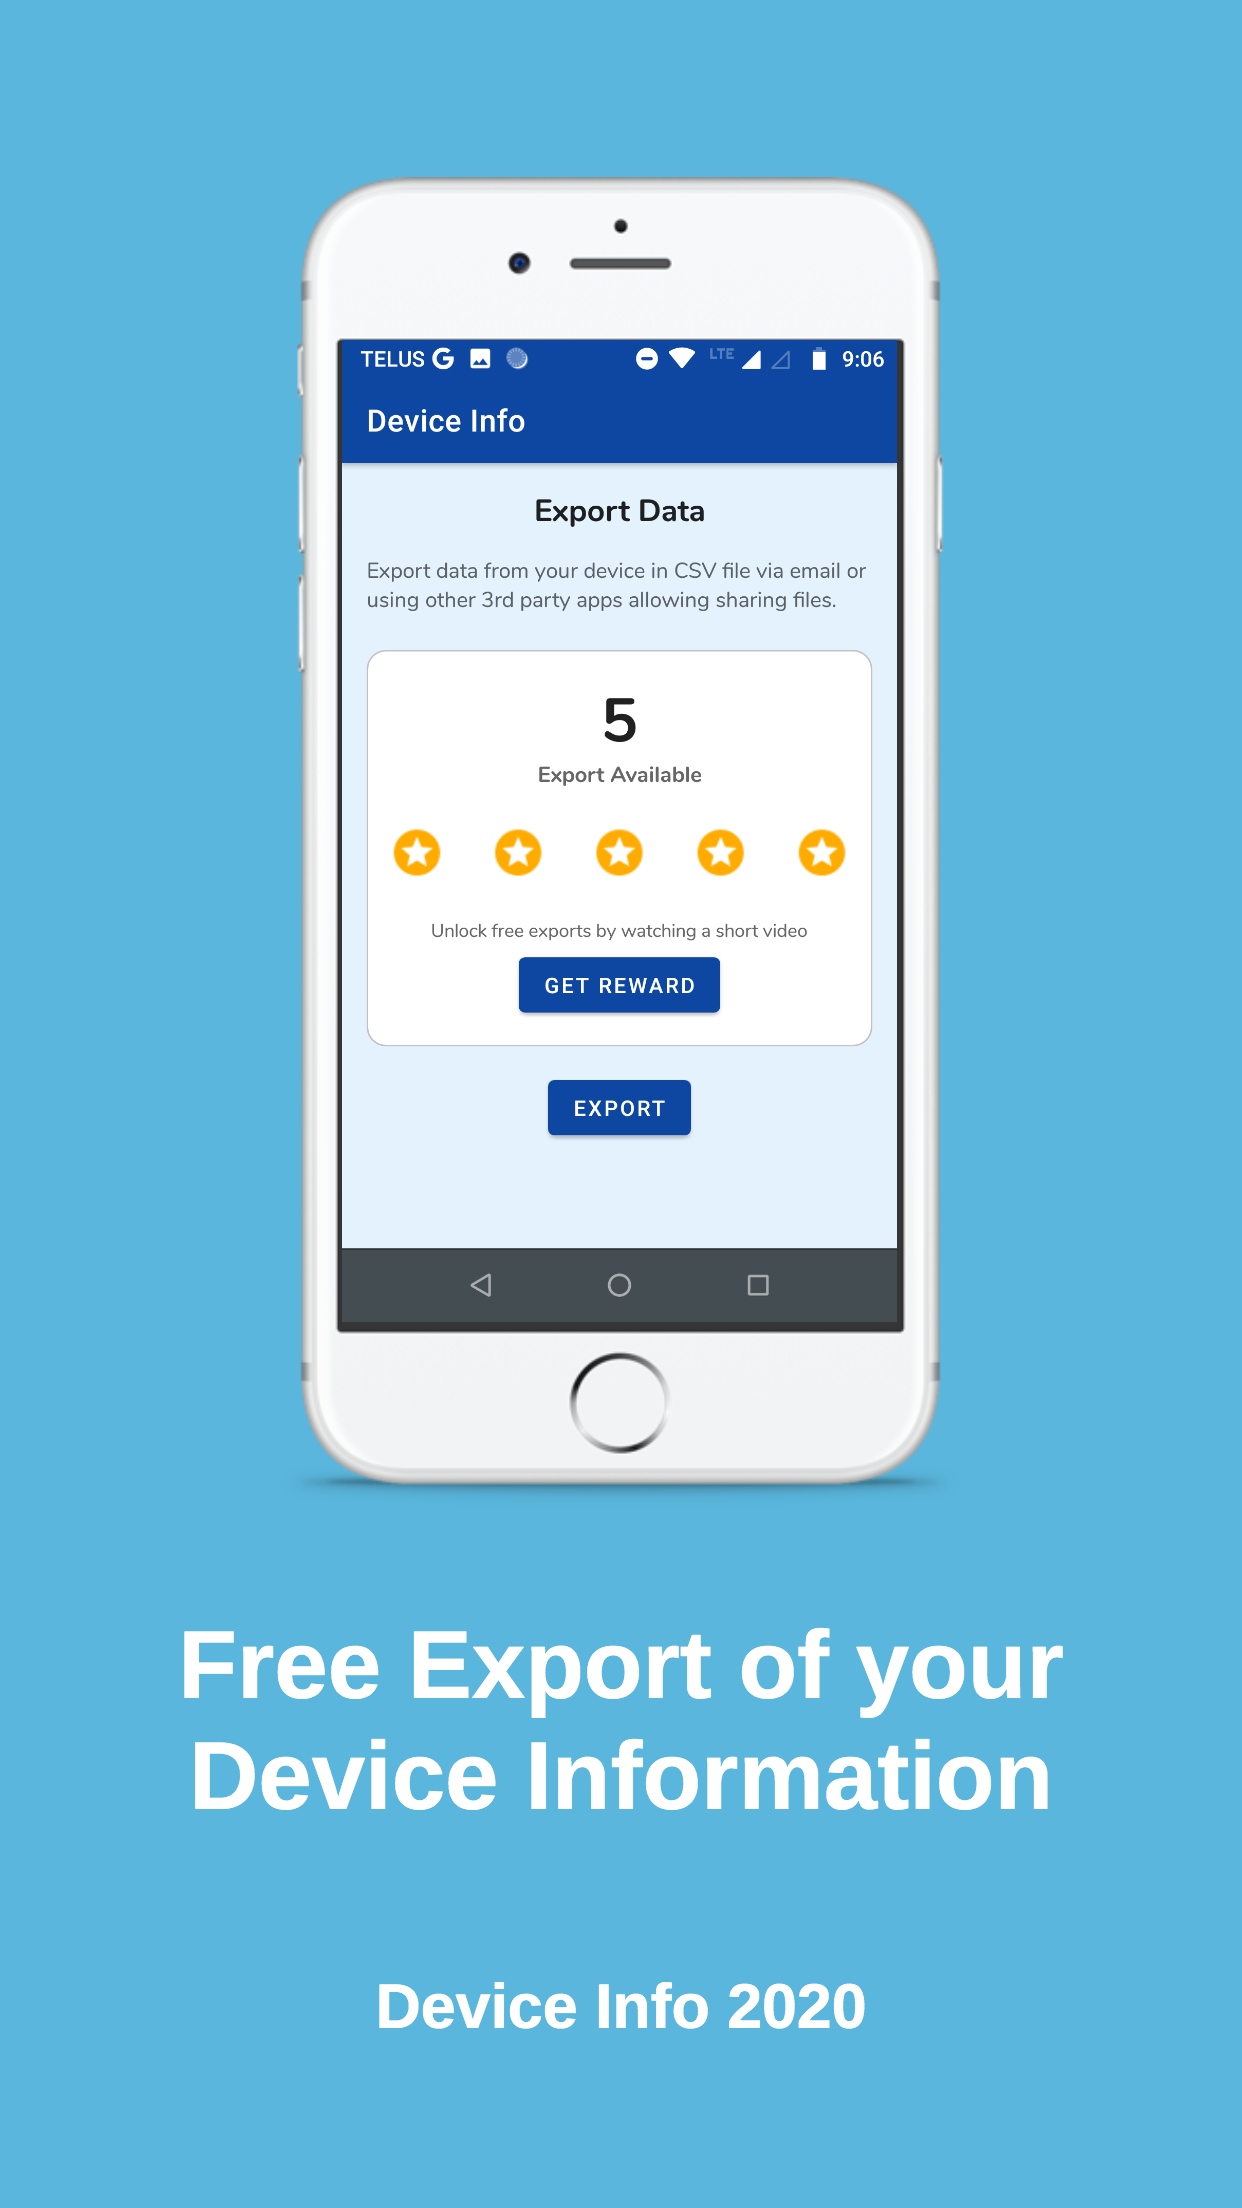 TELUS G LTE 9:06
Device Info
Export Data
Export data from your device in CSV file via email or
using other 3rd party apps allowing sharing files.
5
Export Available
Unlock free exports by watching a short video
GET REWARD
EXPORT
Free Export of your
Device Information
Device Info 2020